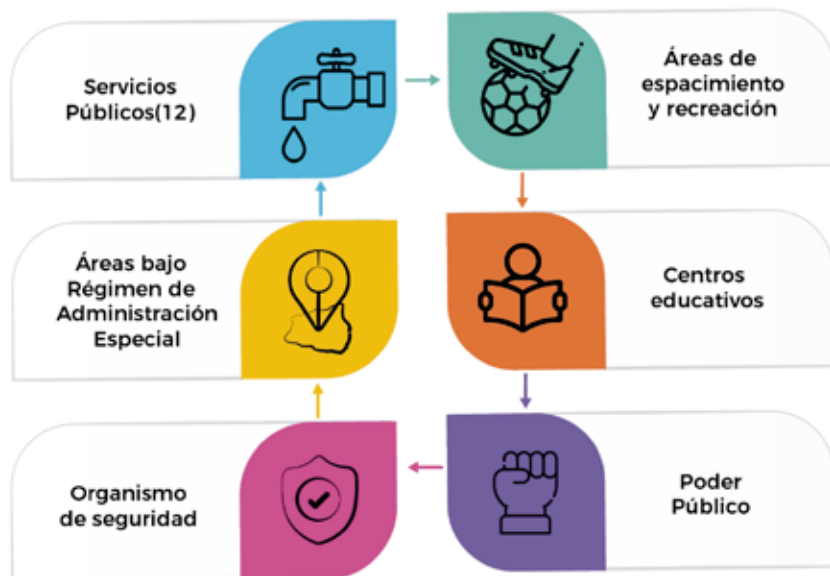 Servicios
Públicos(12)
Áreas de
espacimiento
y recreación
Áreas bajo
Régimen de
Administración
Especial
Centros
educativos
Organismo
de seguridad
Poder
Público